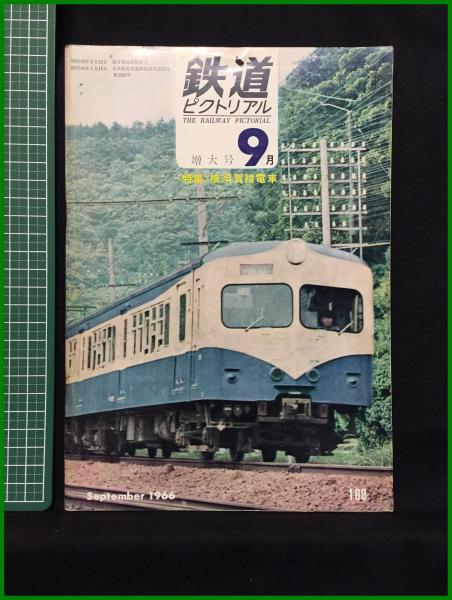 鉄道
ピクトリアル
THE RAILWAY PICTORIAL
増大号 9月
特集 横須賀線電車
September 1966
188